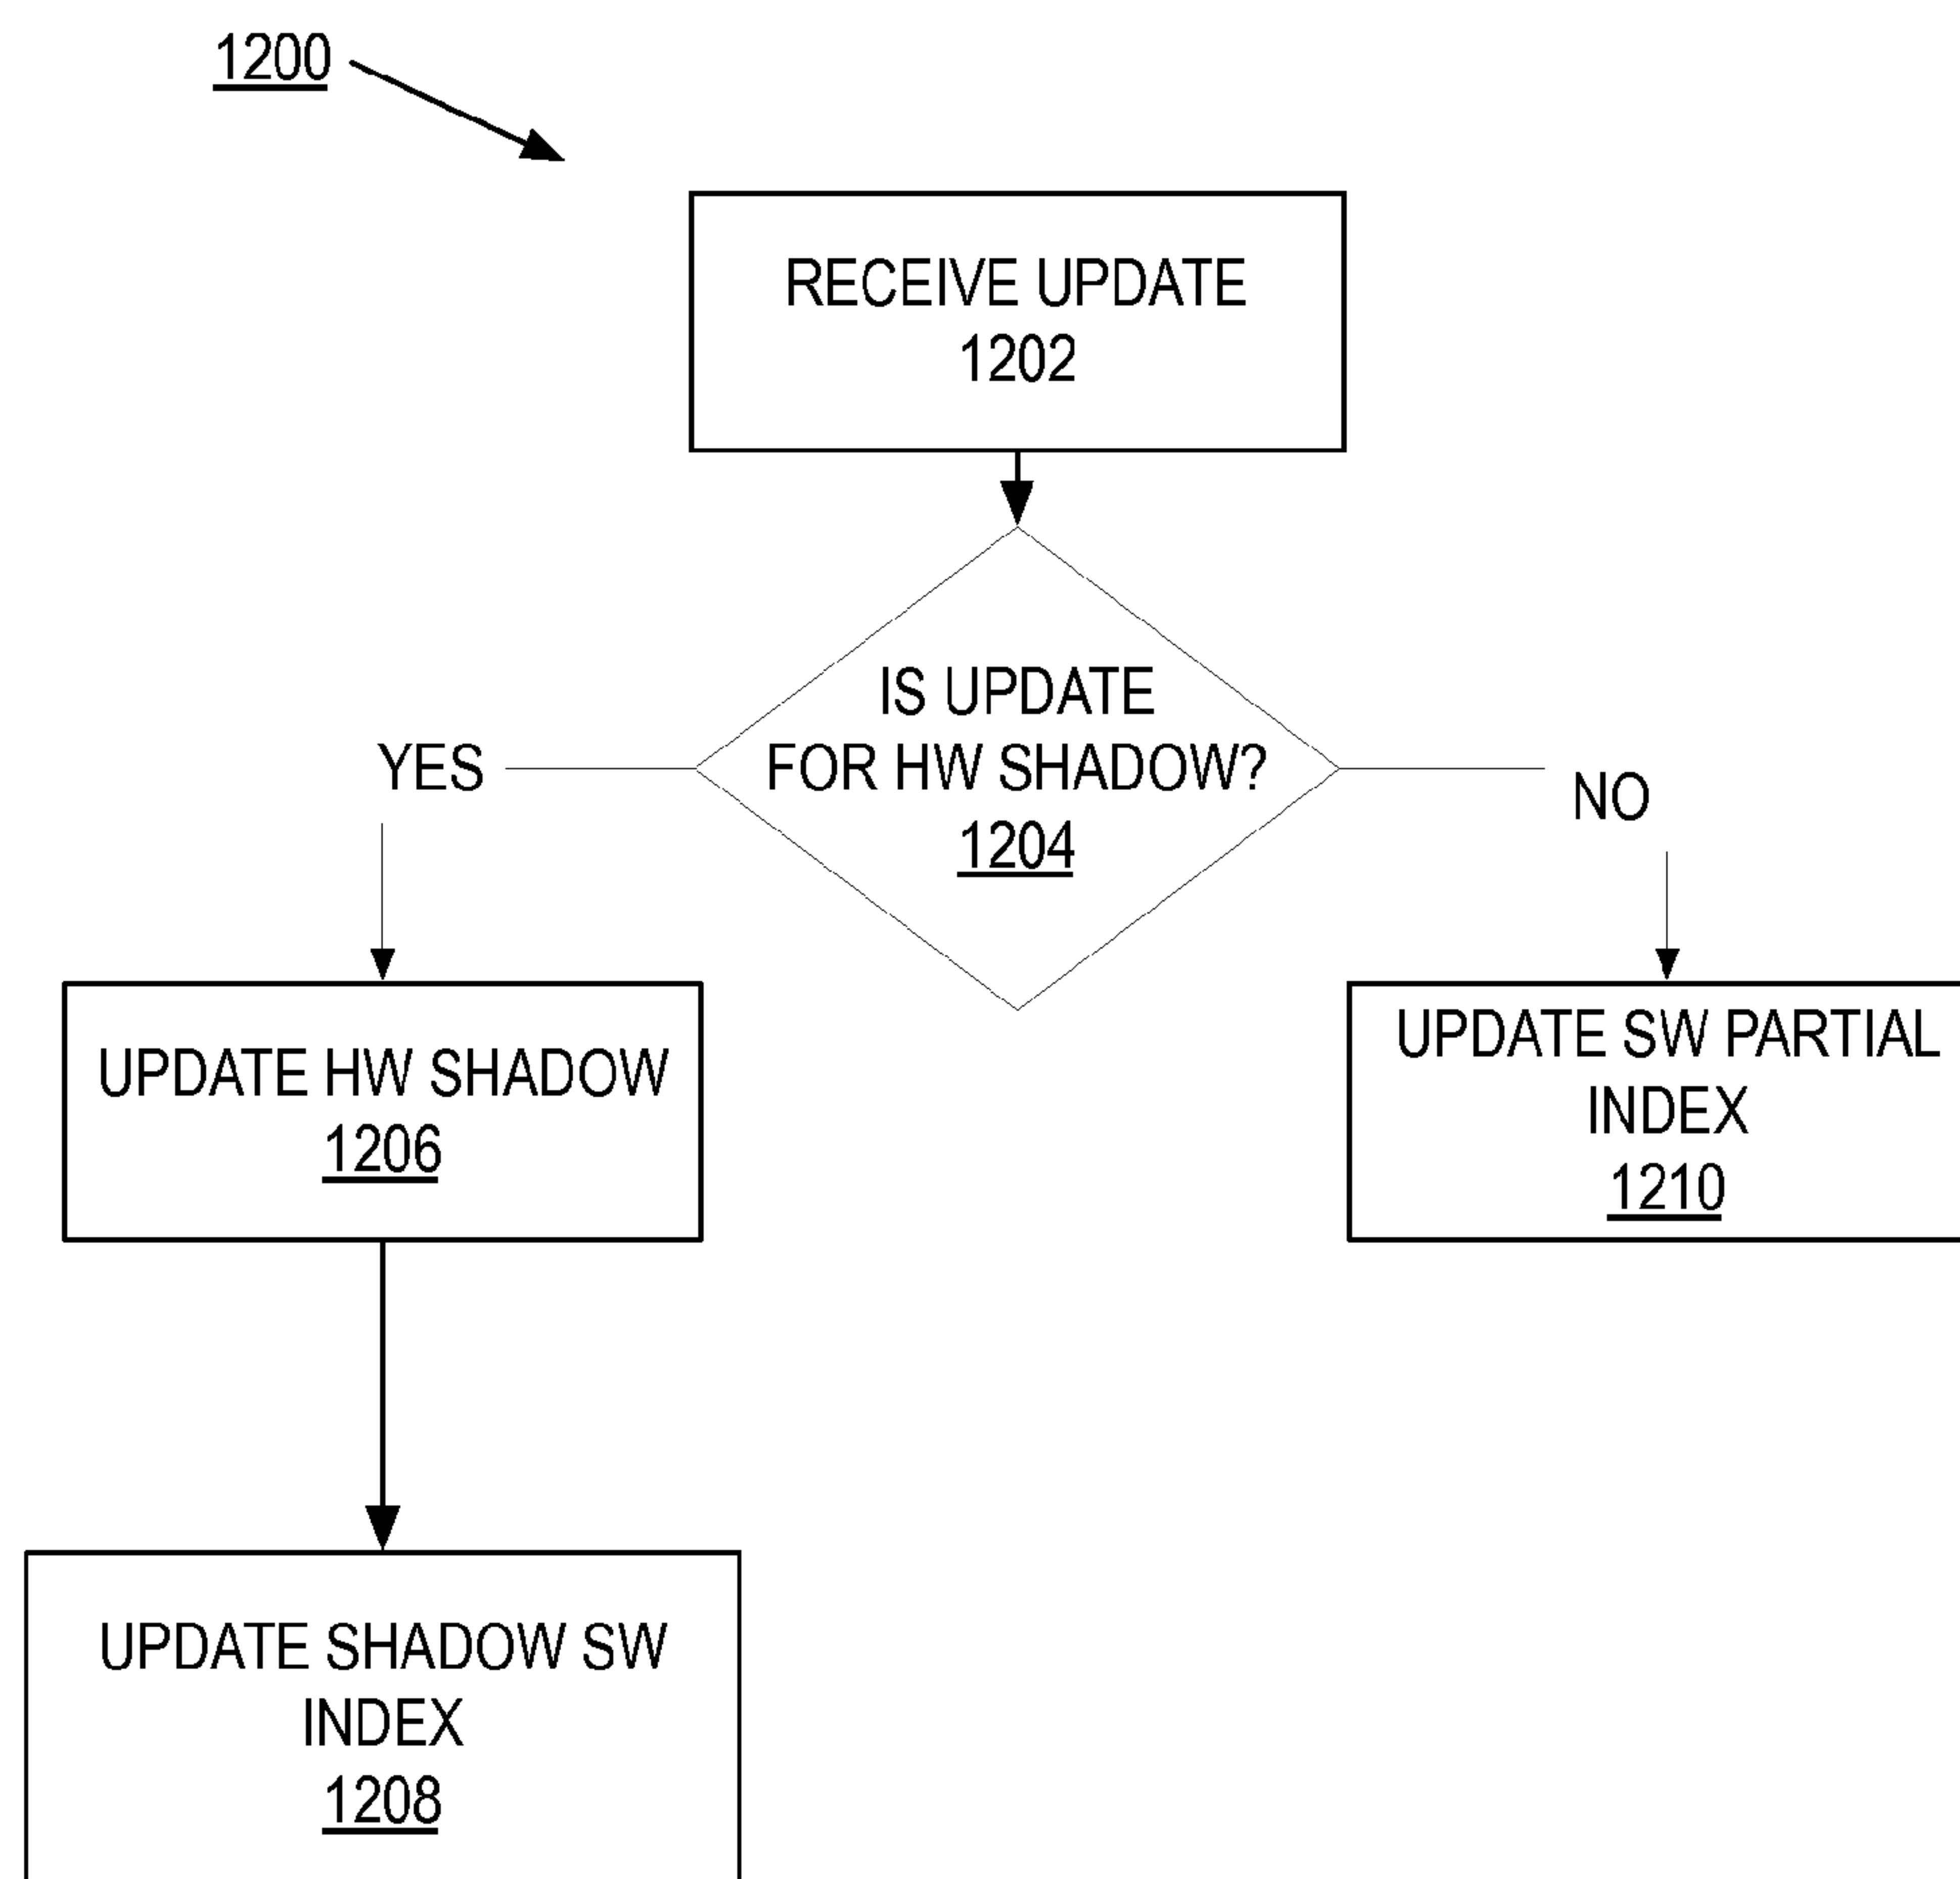 1200
RECEIVE UPDATE
1202
IS UPDATE
FOR HW SHADOW?
1204
YES
NO
UPDATE HW SHADOW
1206
UPDATE SW PARTIAL
INDEX
1210
UPDATE SHADOW SW
INDEX
1208